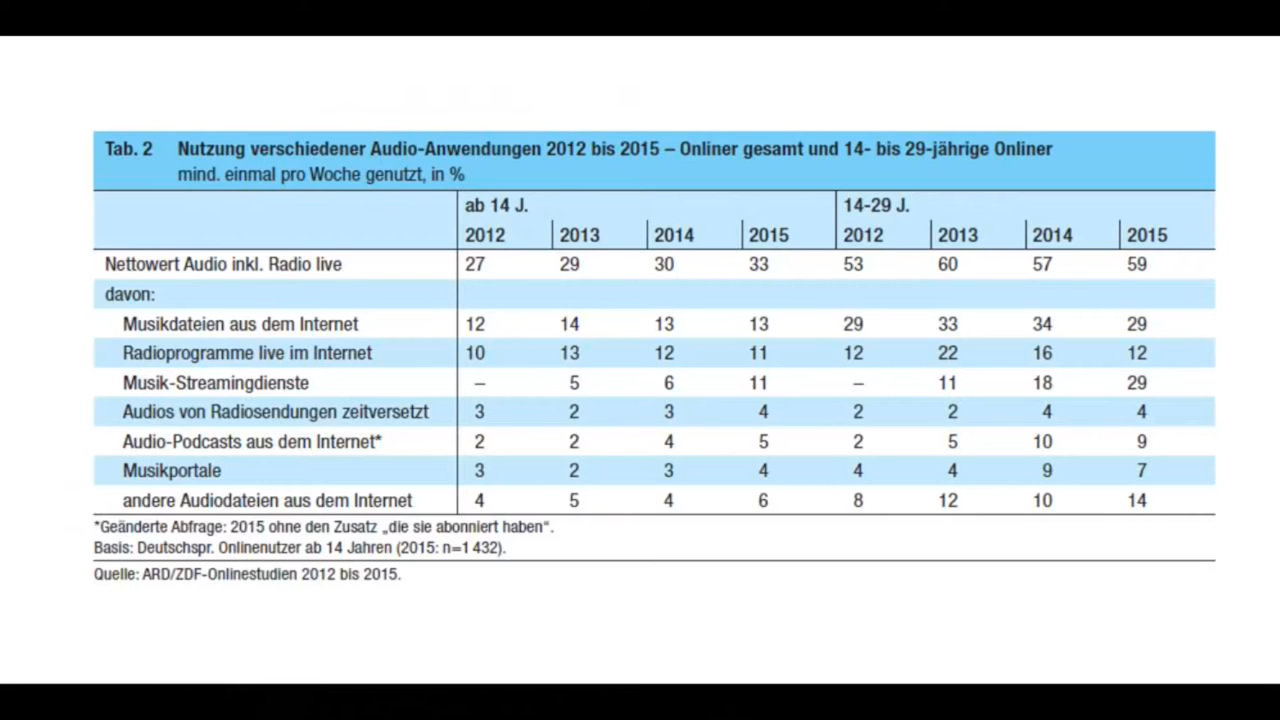 Tab. 2 Nutzung verschiedener Audio-Anwendungen 2012 bis 2015 – Onliner gesamt und 14- bis 29-jährige Onliner
mind. einmal pro Woche genutzt, in %
ab 14 J. 14-29 J.
2012 2013 2014 2015 2012 2013 2014 2015
Nettowert Audio inkl. Radio live 27 29 30 33 53 60 57 59
davon:
Musikdateien aus dem Internet 12 14 13 13 29 33 34 29
Radioprogramme live im Internet 10 13 12 11 12 22 16 12
Musik-Streamingdienste – 5 6 11 – 11 18 29
Audios von Radiosendungen zeitversetzt 3 2 3 4 2 2 4 4
Audio-Podcasts aus dem Internet* 2 2 4 5 2 5 10 9
Musikportale 3 2 3 4 4 4 9 7
andere Audiodateien aus dem Internet 4 5 4 6 8 12 10 14
*Geänderte Abfrage: 2015 ohne den Zusatz „die sie abonniert haben“.
Basis: Deutschspr. Onlinenutzer ab 14 Jahren (2015: n=1 432).
Quelle: ARD/ZDF-Onlinestudien 2012 bis 2015.